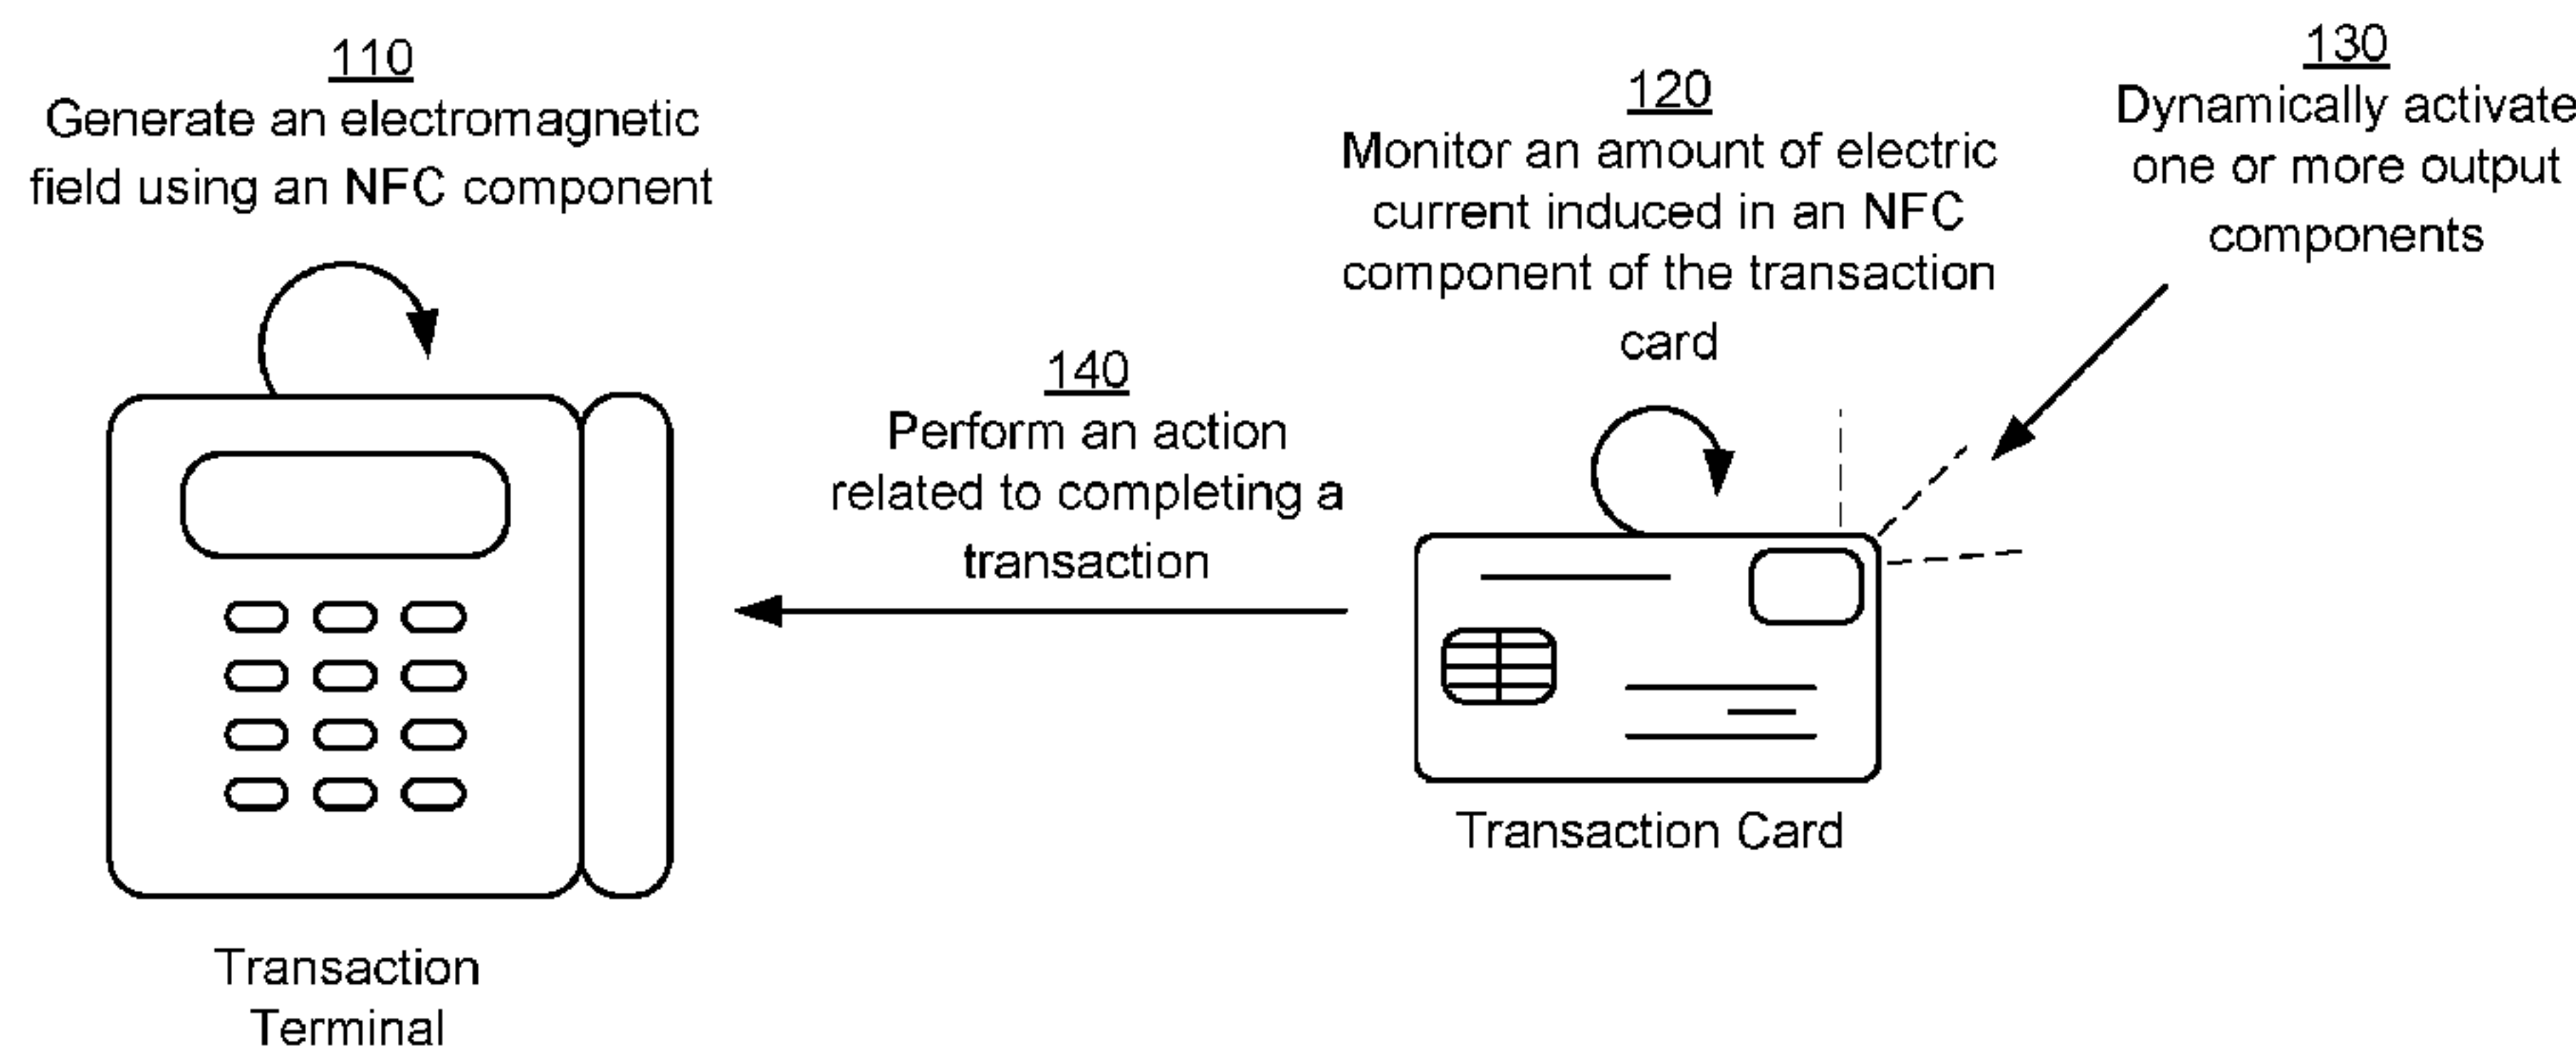 110
Generate an electromagnetic
field using an NFC component
120
Monitor an amount of electric
current induced in an NFC
component of the transaction
card
130
Dynamically activate
one or more output
components
140
Perform an action
related to completing a
transaction
Transaction Card
Transaction
Terminal